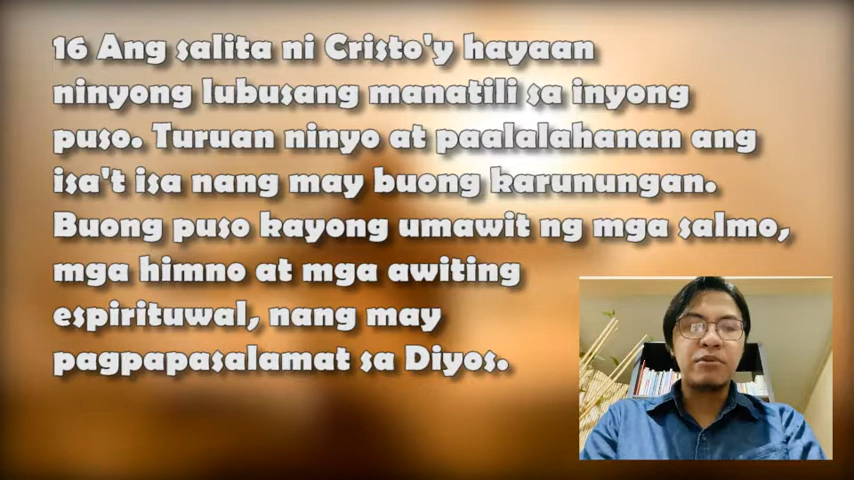 16 Ang salita ni Cristo'y hayaan
ninyong lubusang manatili sa inyong
puso. Turuan ninyo at paalalahanan ang
isa't isa nang may buong karunungan.
Buong puso kayong umawit ng mga salmo,
mga himno at mga awiting
espirituwal, nang may
pagpapasalamat sa Diyos.